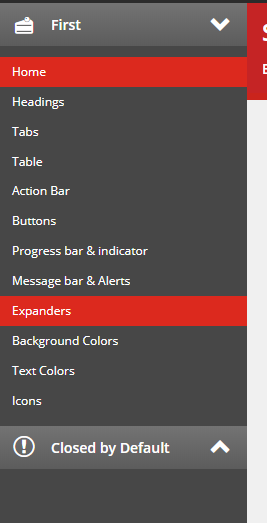 First
Home
Headings
Tabs
Table
Action Bar
Buttons
Progress bar & indicator
Message bar & Alerts
Expanders
Background Colors
Text Colors
Icons
Closed by Default